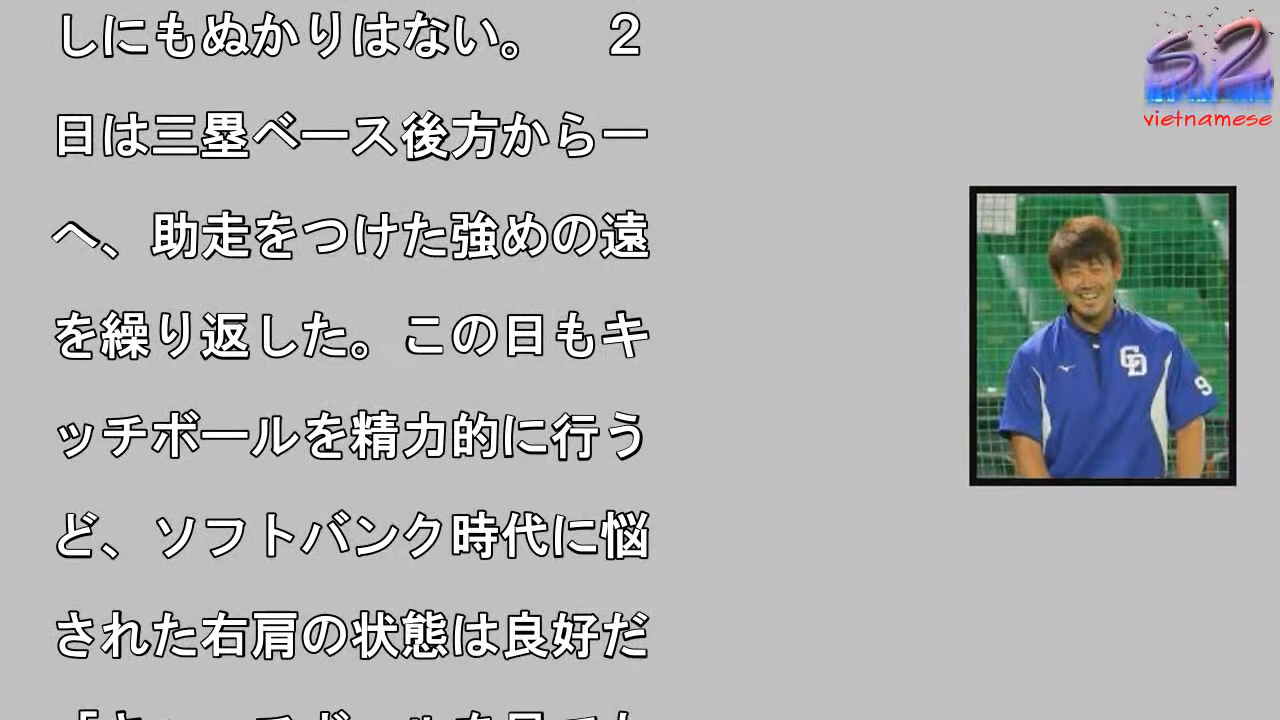 しにもぬかりはない。　２
日は三塁ベース後方から一
へ、助走をつけた強めの遠
を繰り返した。この日もキ
ッチボールを精力的に行う
ど、ソフトバンク時代に悩
された右肩の状態は良好だ
S2
vietnamese
CD
9